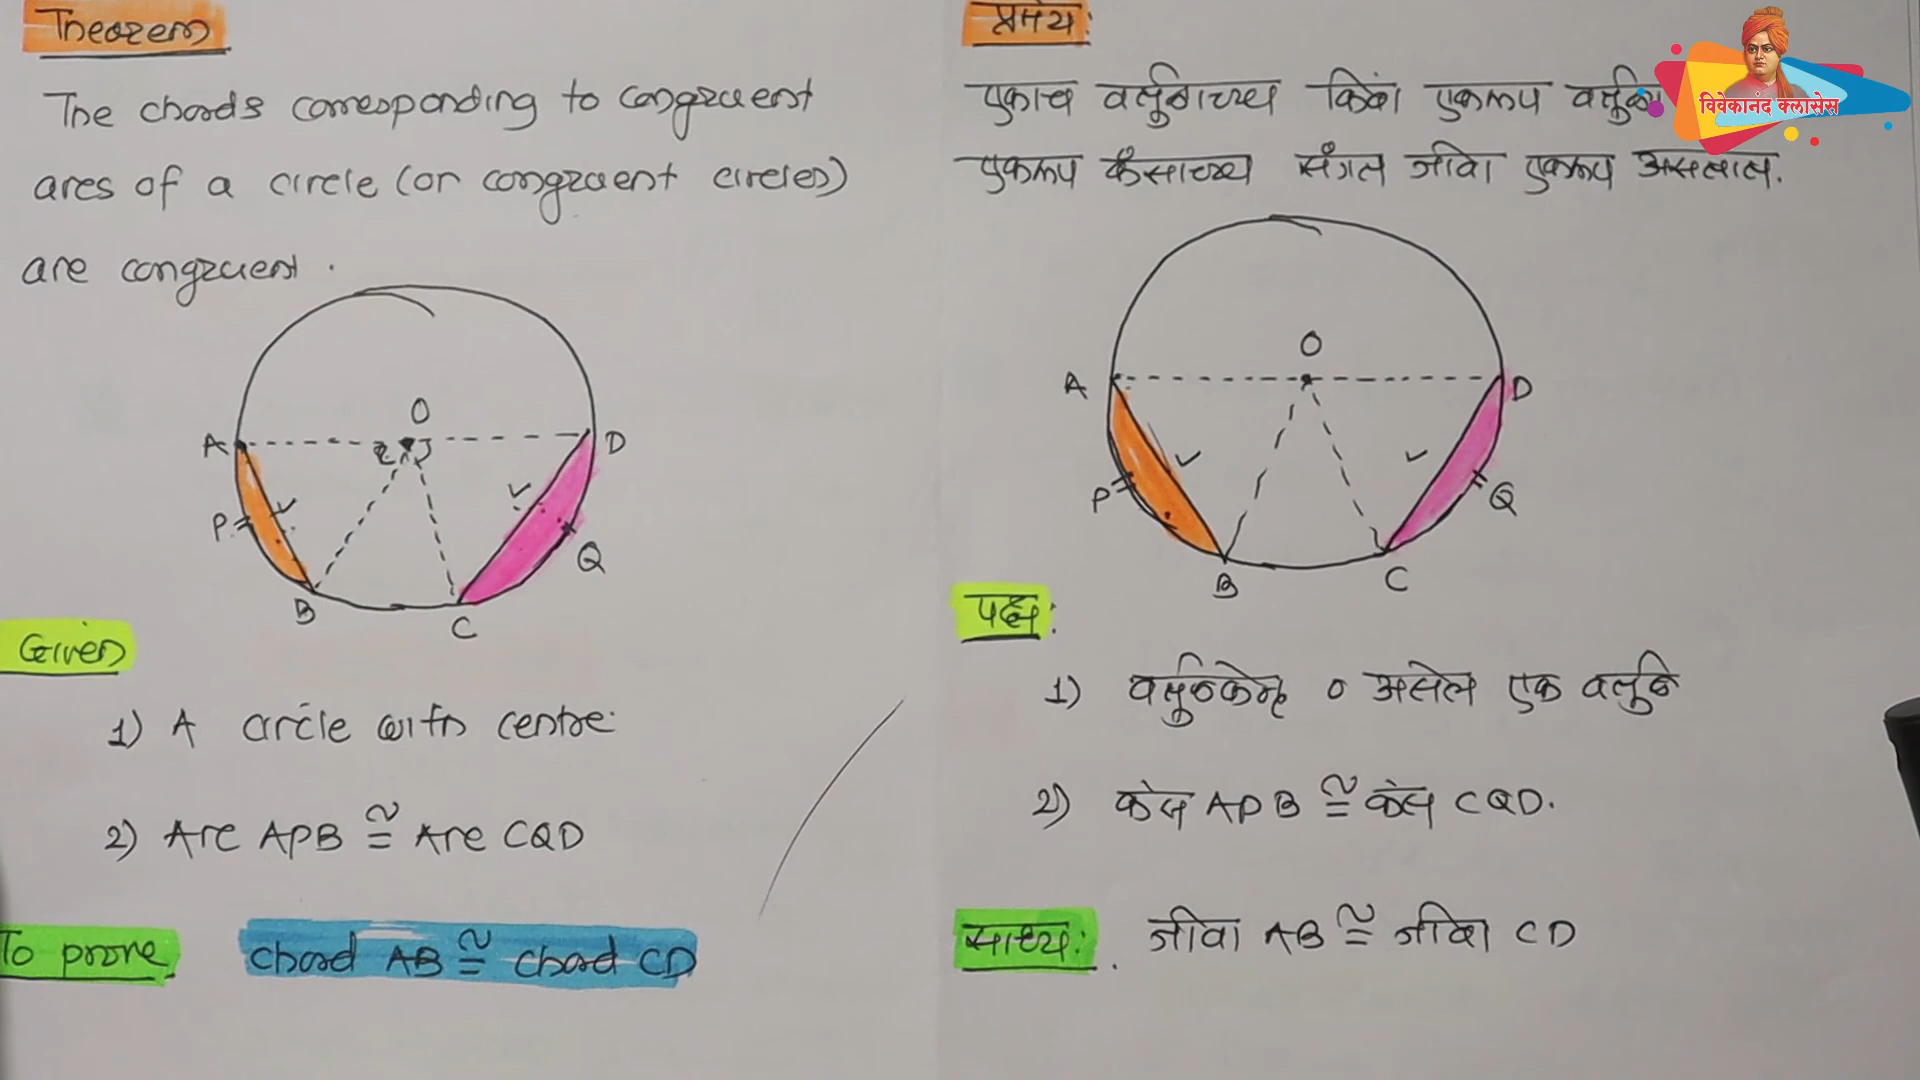 Theorem
The chords corresponding to congruent
arcs of a circle (or congruent circles)
are congruent.
O
A
D
P
Q
B
C
Given
1) A circle with centre
2) Arc APB ≅ Arc CQD
To prove chord AB ≅ chord CD
प्रमेय:
एकाच वर्तुळाच्या किंवा एकरूप
एकरूप कंसाच्या संगत जीवा एकरूप असतात.
O
A
D
P
Q
B
C
पक्ष:
1) वर्तुळकेंद्र O असलेले एक वर्तुळ
2) कंस APB ≅ कंस CQD.
साध्य: जीवा AB ≅ जीवा CD
विवेकानंद क्लासेस